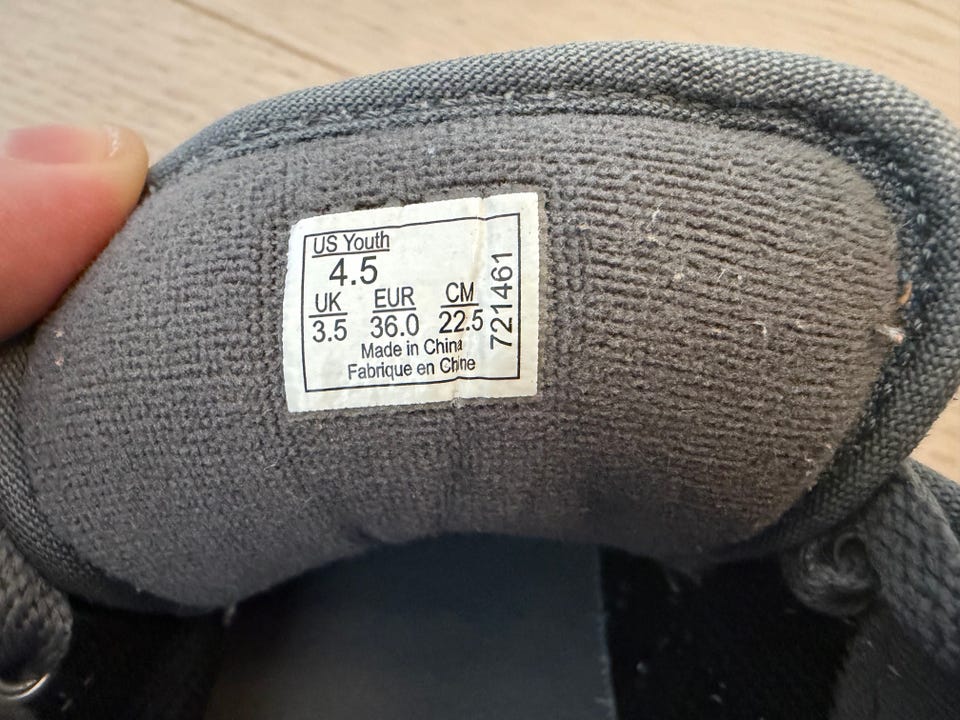 US Youth
4.5
UK EUR CM
3.5 36.0 22.5
Made in China
Fabrique en Chine
721461